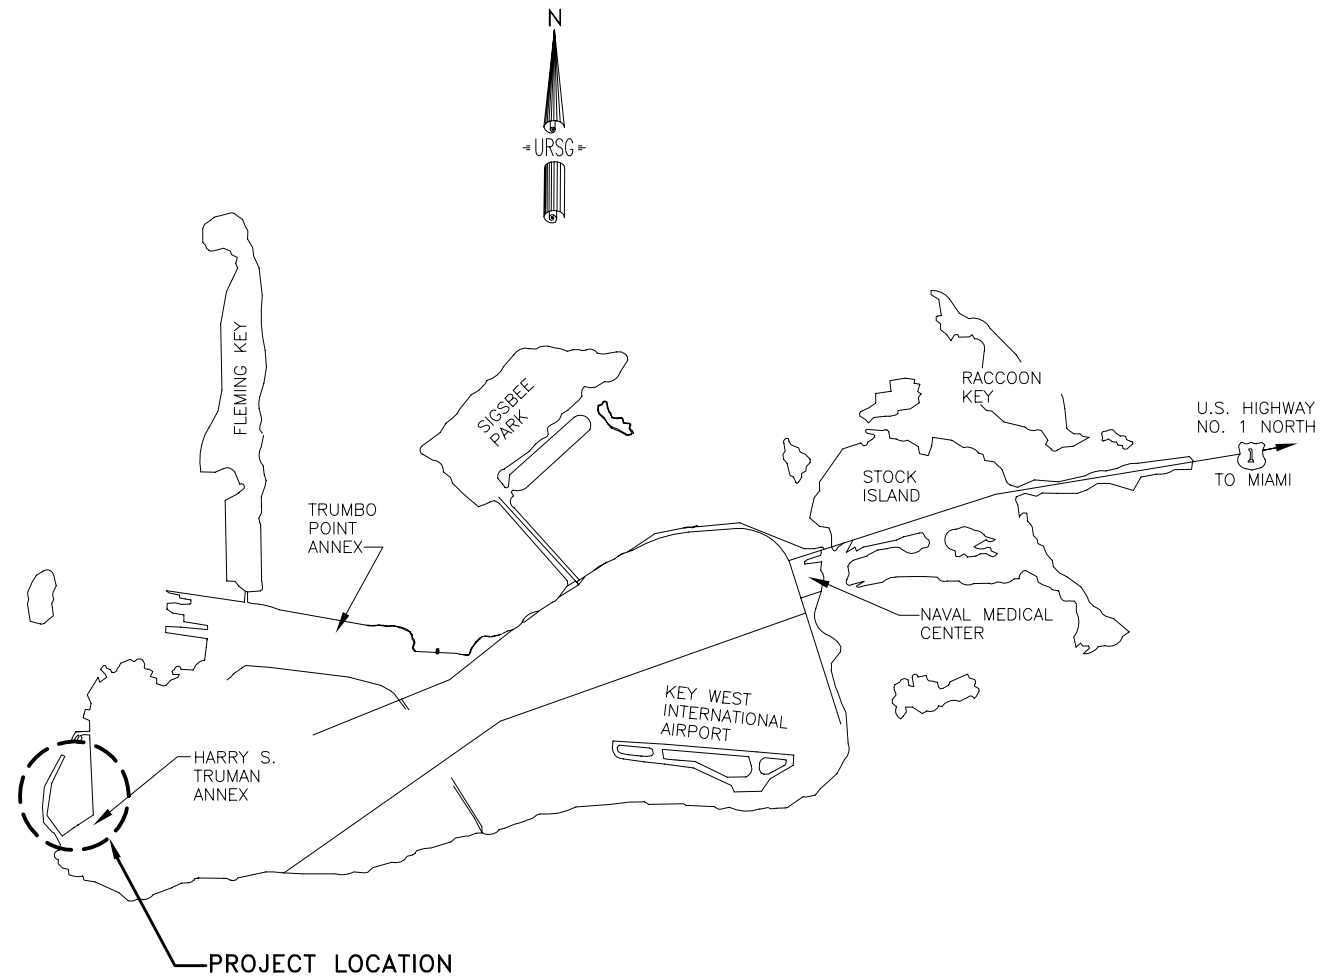 N
URSG
FLEMING KEY
SIGSBEE
PARK
RACCOON
KEY
U.S. HIGHWAY
NO. 1 NORTH
1
TO MIAMI
STOCK
ISLAND
TRUMBO
POINT
ANNEX
NAVAL MEDICAL
CENTER
KEY WEST
INTERNATIONAL
AIRPORT
HARRY S.
TRUMAN
ANNEX
PROJECT LOCATION